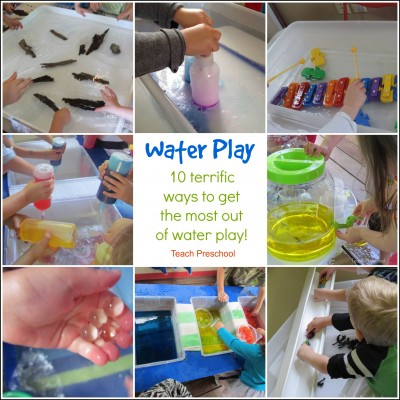 Water Play
10 terrific
ways to get
the most out
of water play!
Teach Preschool